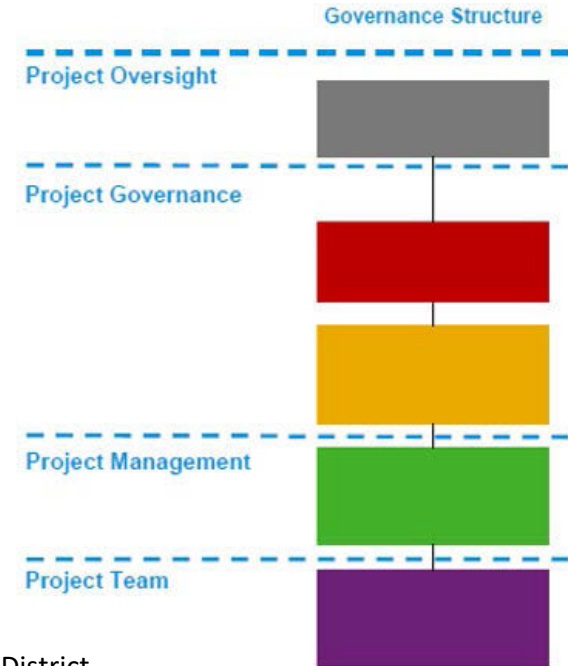 Governance Structure
Project Oversight
Project Governance
Project Management
Project Team
District